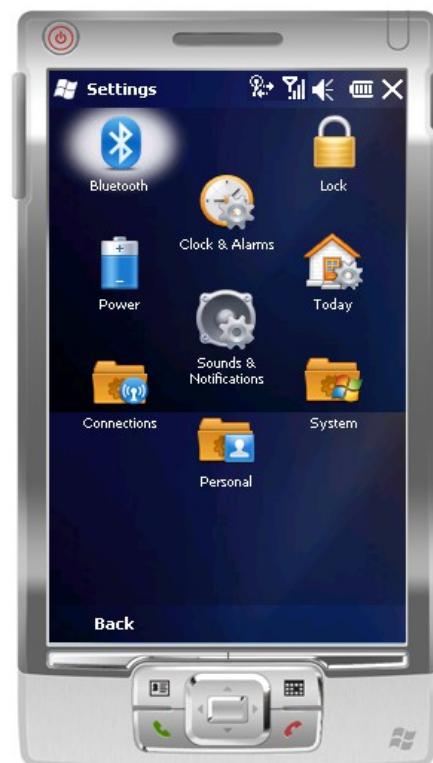 Settings
Bluetooth
Lock
Clock & Alarms
Power
Today
Sounds &
Notifications
Connections
System
Personal
Back